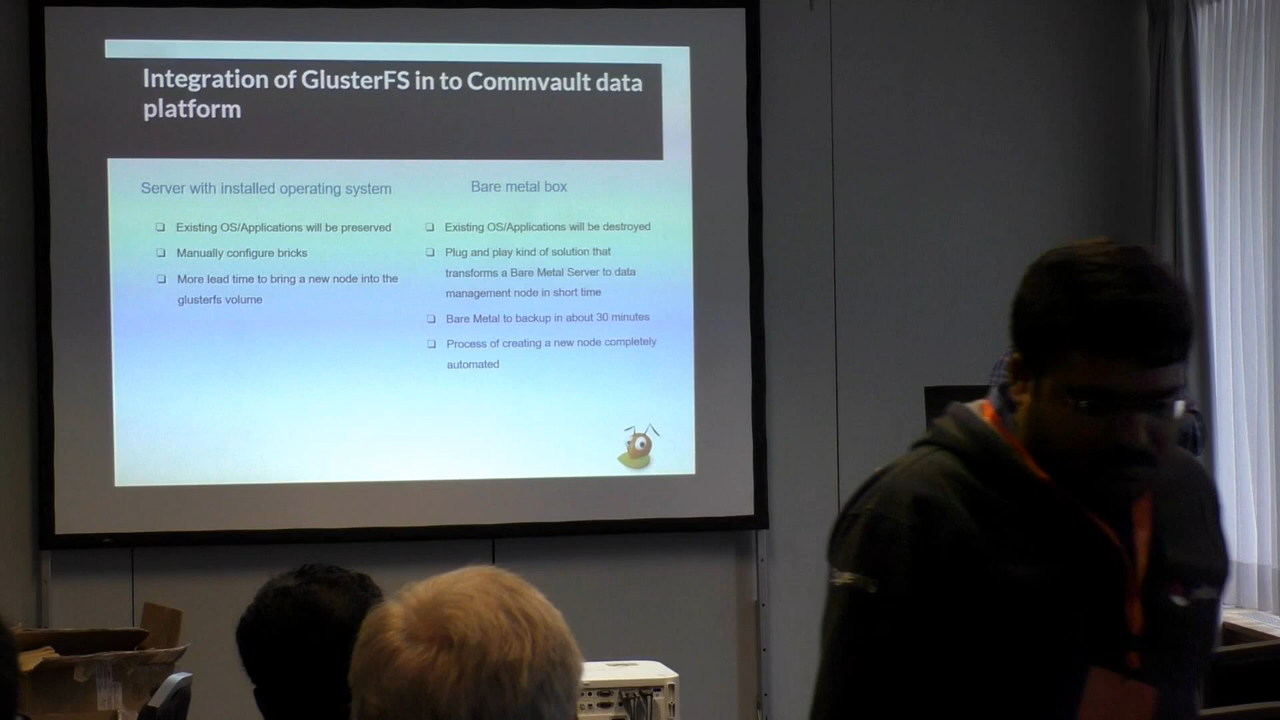 Integration of GlusterFS in to Commvault data
platform
Server with installed operating system
❑ Existing OS/Applications will be preserved
❑ Manually configure bricks
❑ More lead time to bring a new node into the
glusterfs volume
Bare metal box
❑ Existing OS/Applications will be destroyed
❑ Plug and play kind of solution that
transforms a Bare Metal Server to data
management node in short time
❑ Bare Metal to backup in about 30 minutes
❑ Process of creating a new node completely
automated